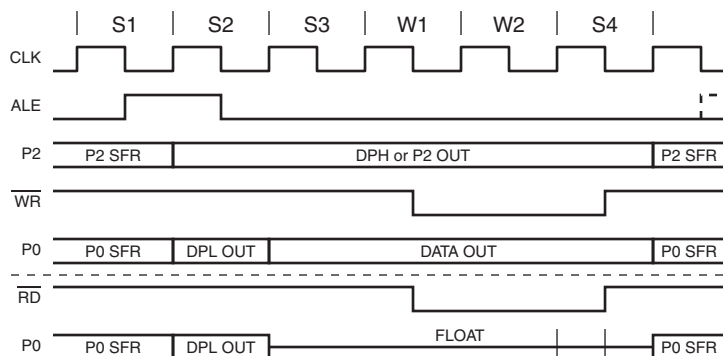 S1 S2 S3 W1 W2 S4
CLK
ALE
P2 P2 SFR DPH or P2 OUT P2 SFR
WR
P0 P0 SFR DPL OUT DATA OUT P0 SFR
RD
P0 P0 SFR DPL OUT FLOAT P0 SFR